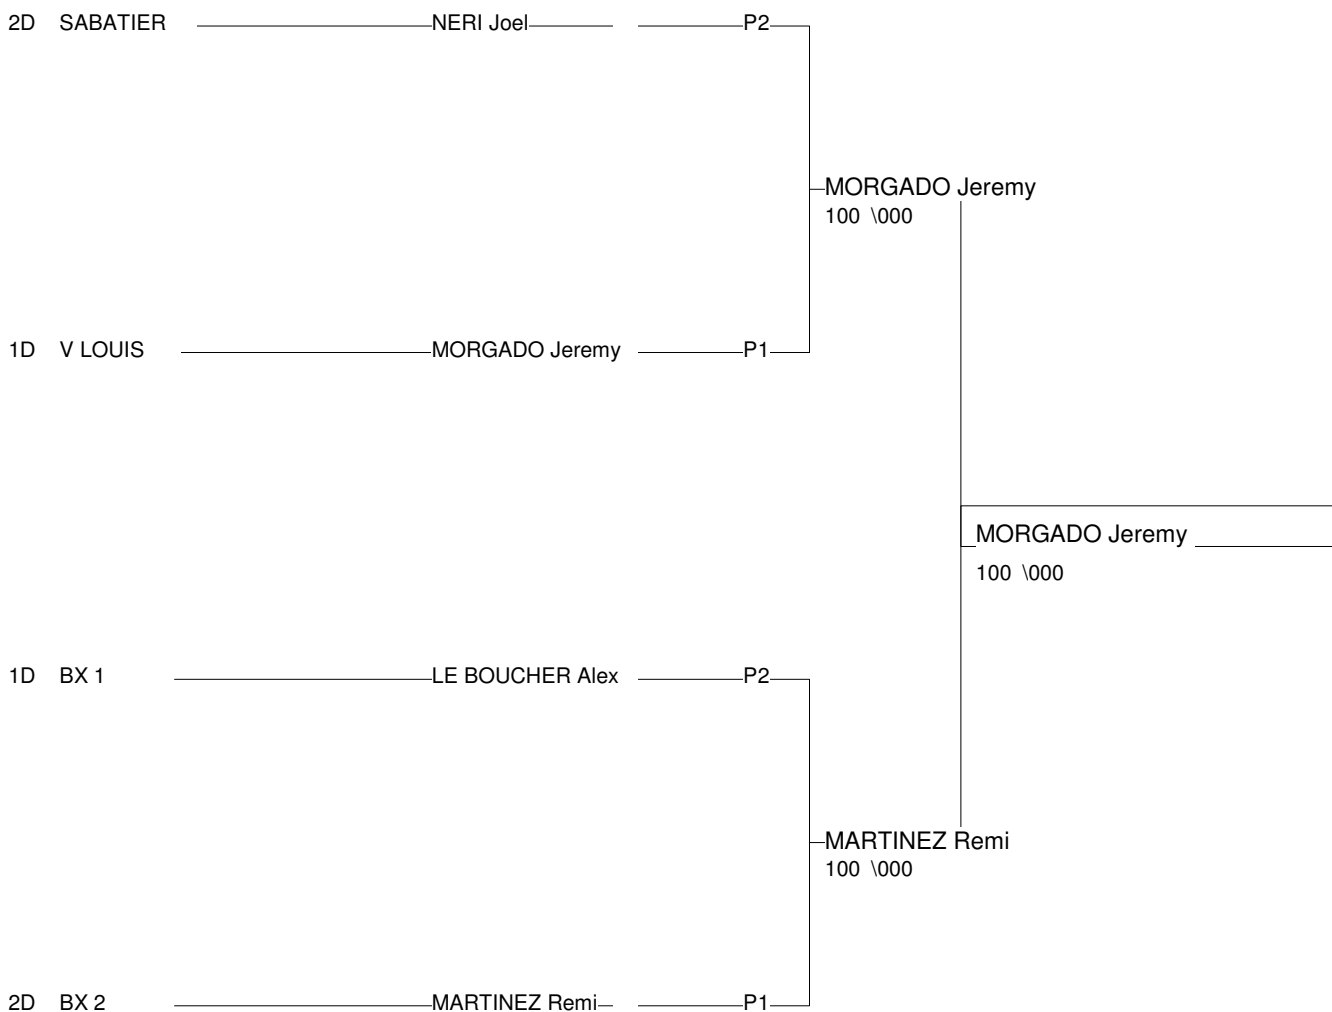 2D SABATIER NERI Joel P2
MORGADO Jeremy
100 \000
1D V LOUIS MORGADO Jeremy P1
MORGADO Jeremy
100 \000
1D BX 1 LE BOUCHER Alex P2
MARTINEZ Remi
100 \000
2D BX 2 MARTINEZ Remi P1